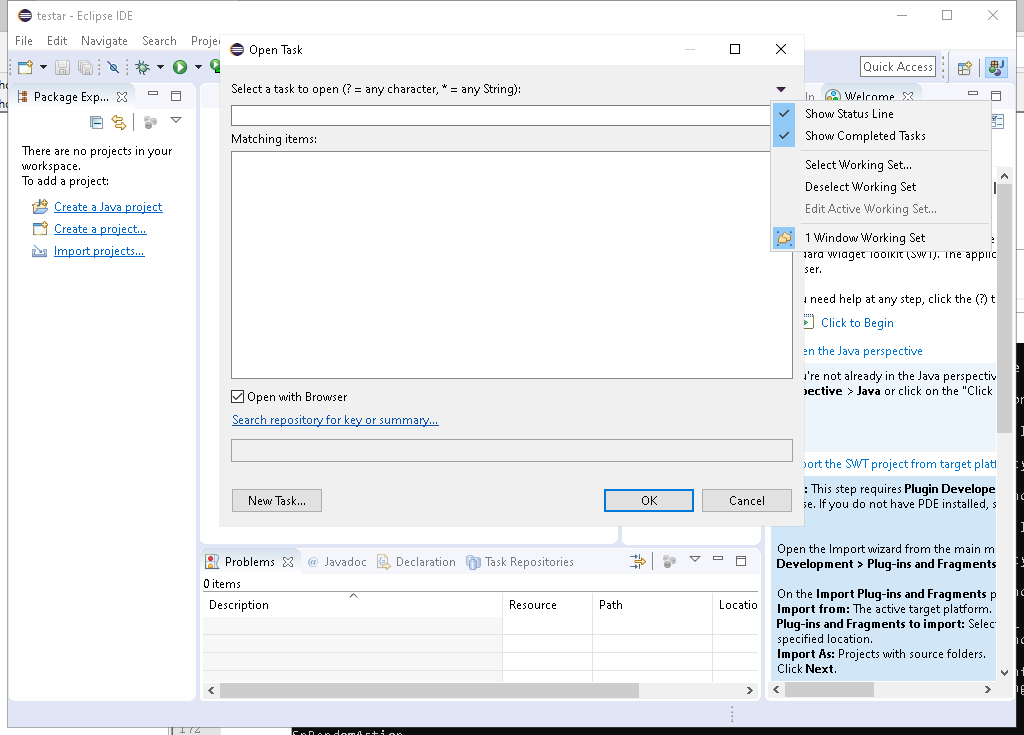 testar - Eclipse IDE
File Edit Navigate Search Projec
Quick Access
Package Exp...
There are no projects in your
workspace.
To add a project:
Create a Java project
Create a project...
Import projects...
Open Task
Select a task to open (? = any character, * = any String):
Matching items:
Open with Browser
Search repository for key or summary...
New Task...
OK
Cancel
Show Status Line
Show Completed Tasks
Select Working Set...
Deselect Working Set
Edit Active Working Set...
1 Window Working Set
Welcome
dard Widget Toolkit (SWT). The applic
ser.
u need help at any step, click the (?) t
Click to Begin
en the Java perspective
u're not already in the Java perspectiv
pective > Java or click on the "Click
port the SWT project from target platf
: This step requires Plugin Develope
se. If you do not have PDE installed, s
Open the Import wizard from the main m
Development > Plug-ins and Fragments
On the Import Plug-ins and Fragments p
Import from: The active target platform.
Plug-ins and Fragments to import: Selec
specified location.
Import As: Projects with source folders.
Click Next.
Problems
@ Javadoc
Declaration
Task Repositories
0 items
Description Resource Path Locatio
172